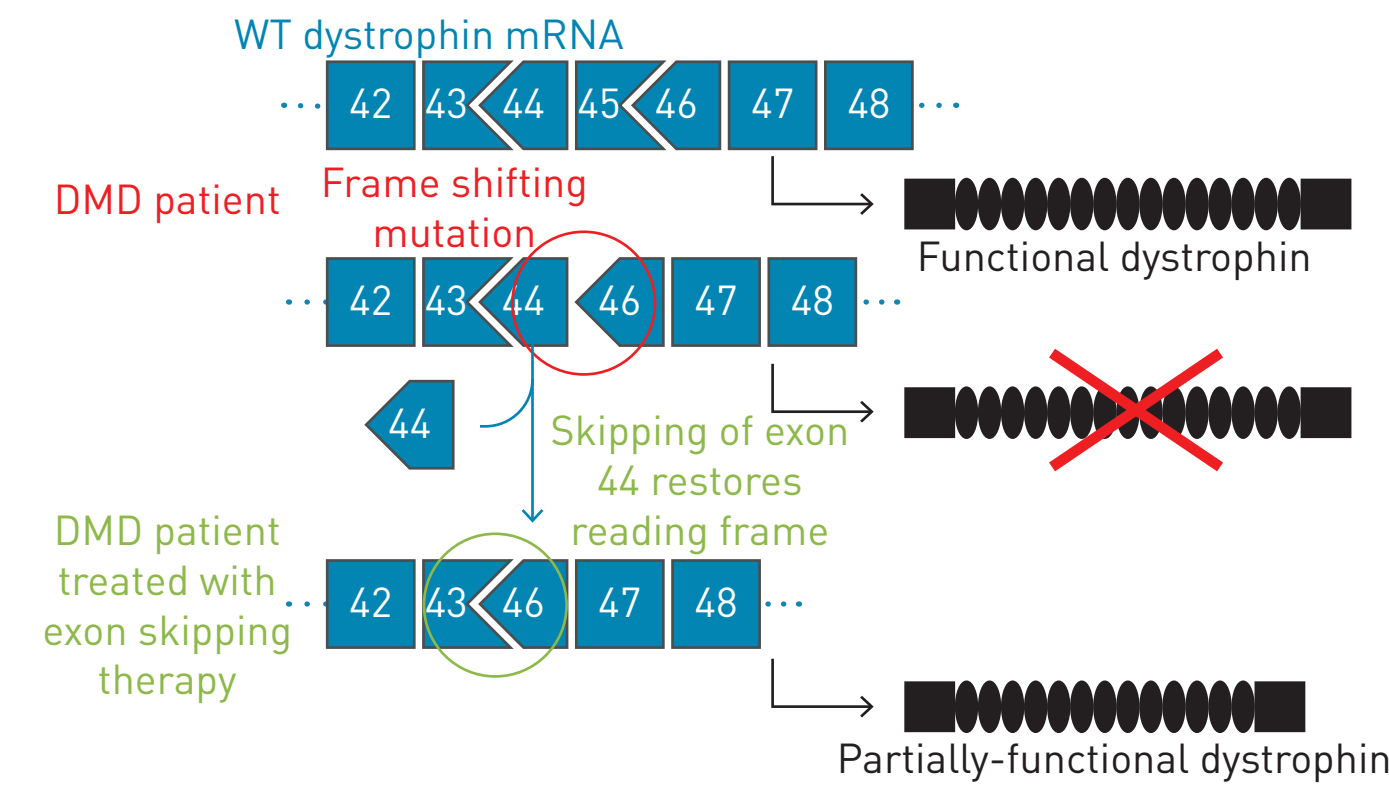 WT dystrophin mRNA
... 42 43 44 45 46 47 48 ...
DMD patient
Frame shifting
mutation
Functional dystrophin
... 42 43 44 46 47 48 ...
44
Skipping of exon
44 restores
reading frame
DMD patient
treated with
exon skipping
therapy
... 42 43 46 47 48 ...
Partially-functional dystrophin